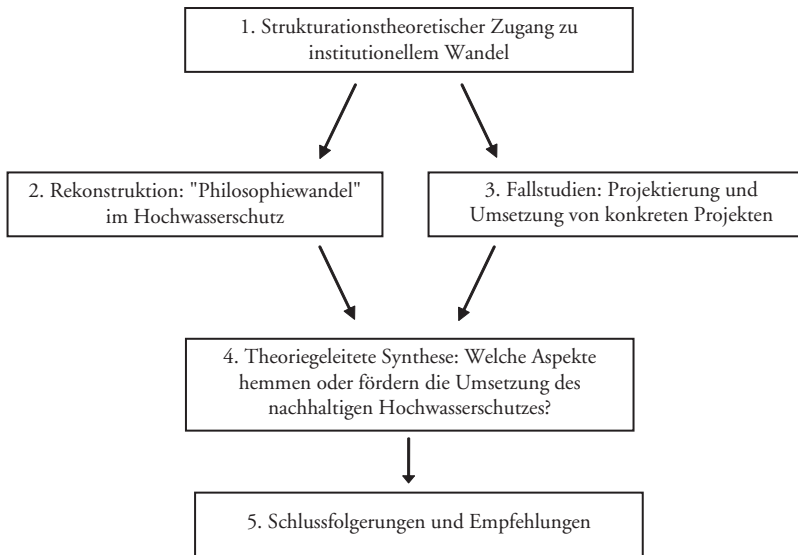 1. Strukturationstheoretischer Zugang zu
institutionellem Wandel
2. Rekonstruktion: "Philosophiewandel"
im Hochwasserschutz
3. Fallstudien: Projektierung und
Umsetzung von konkreten Projekten
4. Theoriegeleitete Synthese: Welche Aspekte
hemmen oder fördern die Umsetzung des
nachhaltigen Hochwasserschutzes?
5. Schlussfolgerungen und Empfehlungen